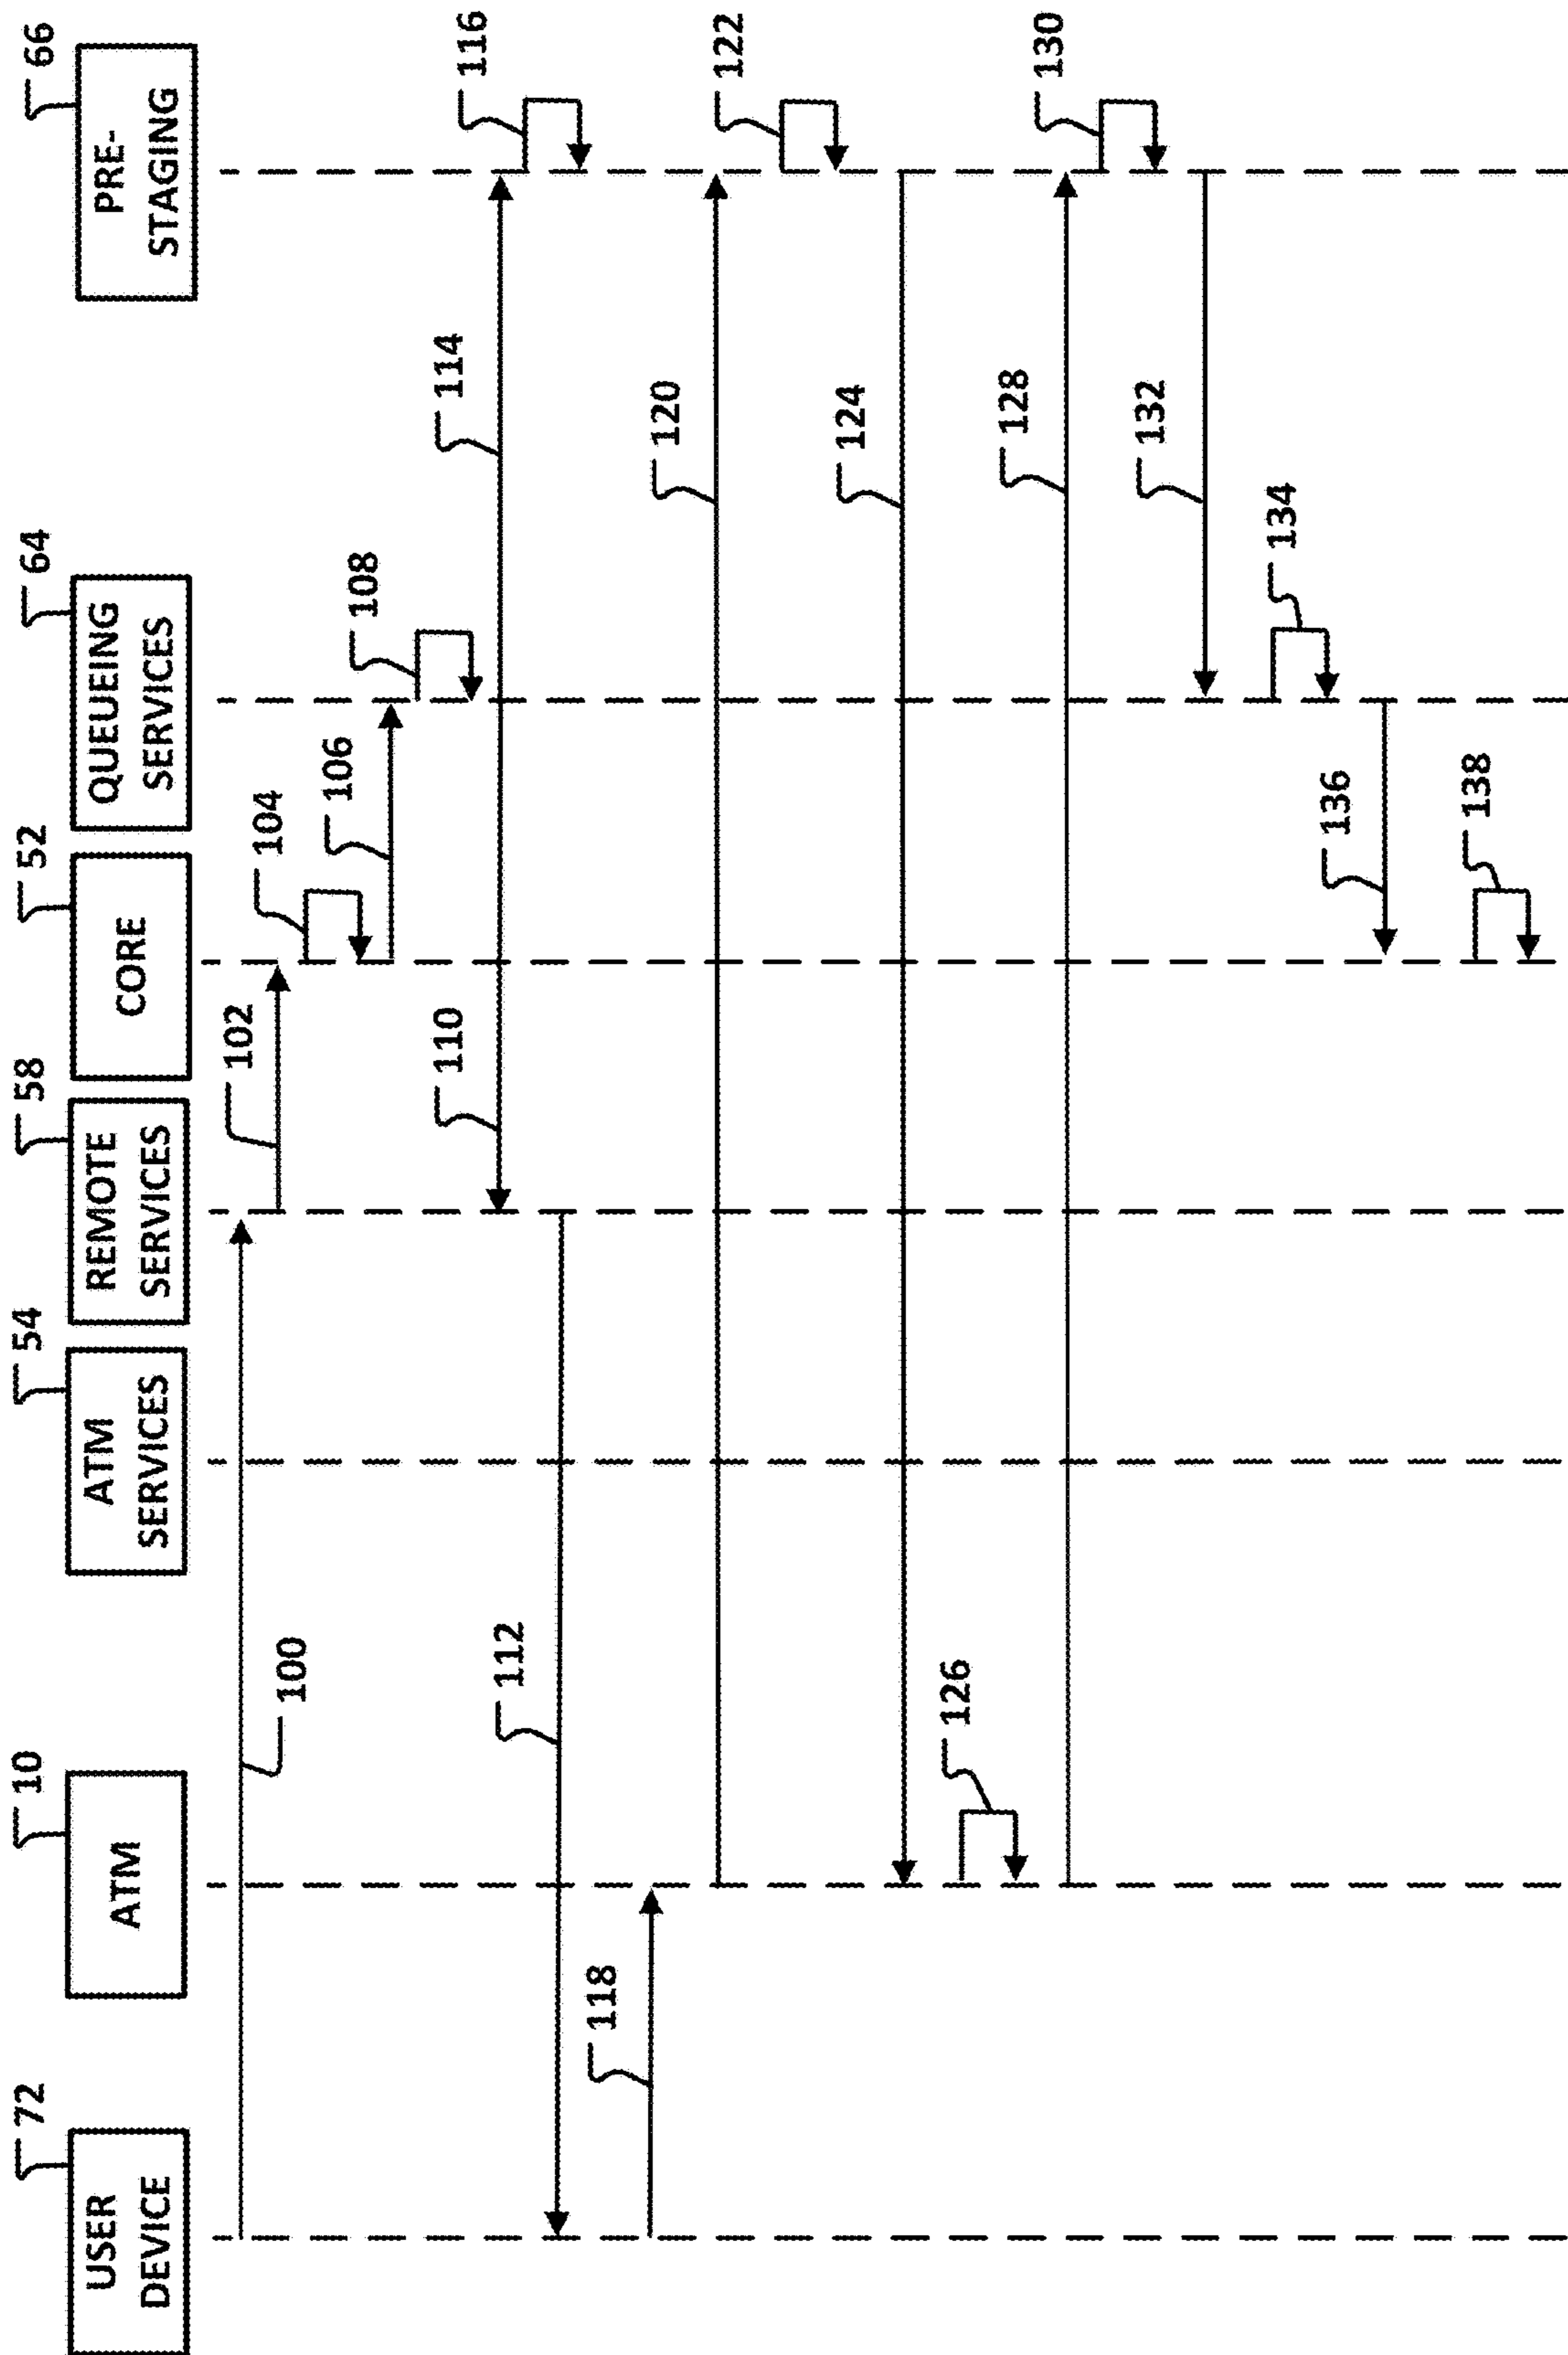 72
USER
DEVICE
10
ATM
54
ATM
SERVICES
58
REMOTE
SERVICES
52
CORE
64
QUEUEING
SERVICES
66
PRE-
STAGING
100
102
104
106
108
110
114
116
112
118
120
122
124
126
128
130
132
134
136
138